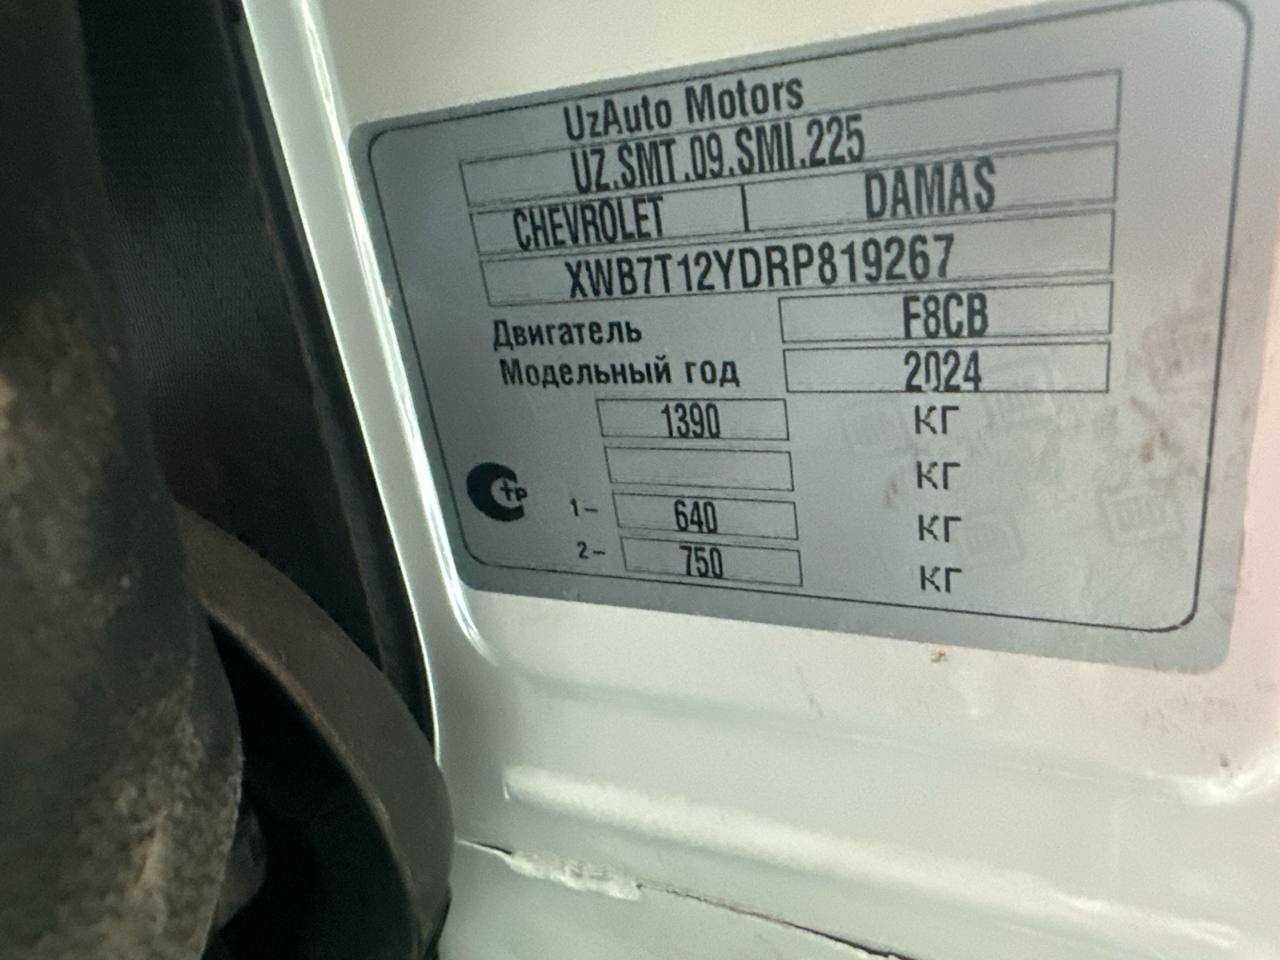 UzAuto Motors
UZ.SMT.09.SMI.225
CHEVROLET DAMAS
XWB7T12YDRP819267
Двигатель F8CB
Модельный год 2024
1390 КГ
КГ
1- 640 КГ
2- 750 КГ